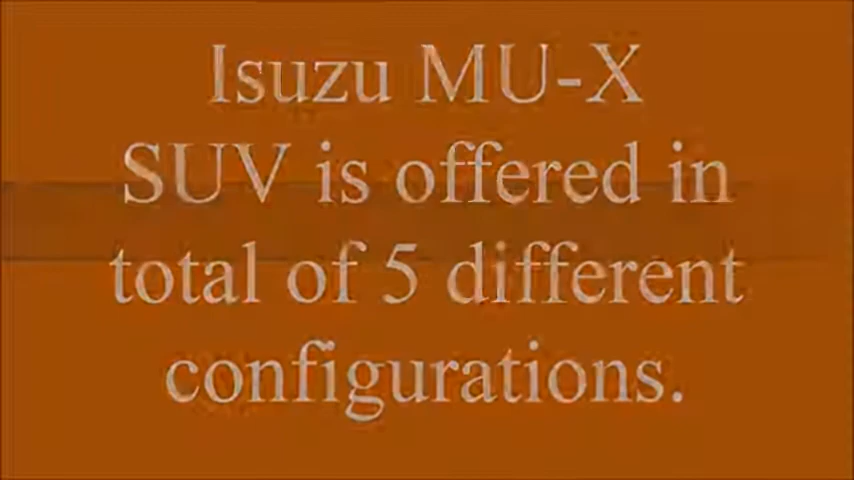 Isuzu MU-X
SUV is offered in
total of 5 different
configurations.